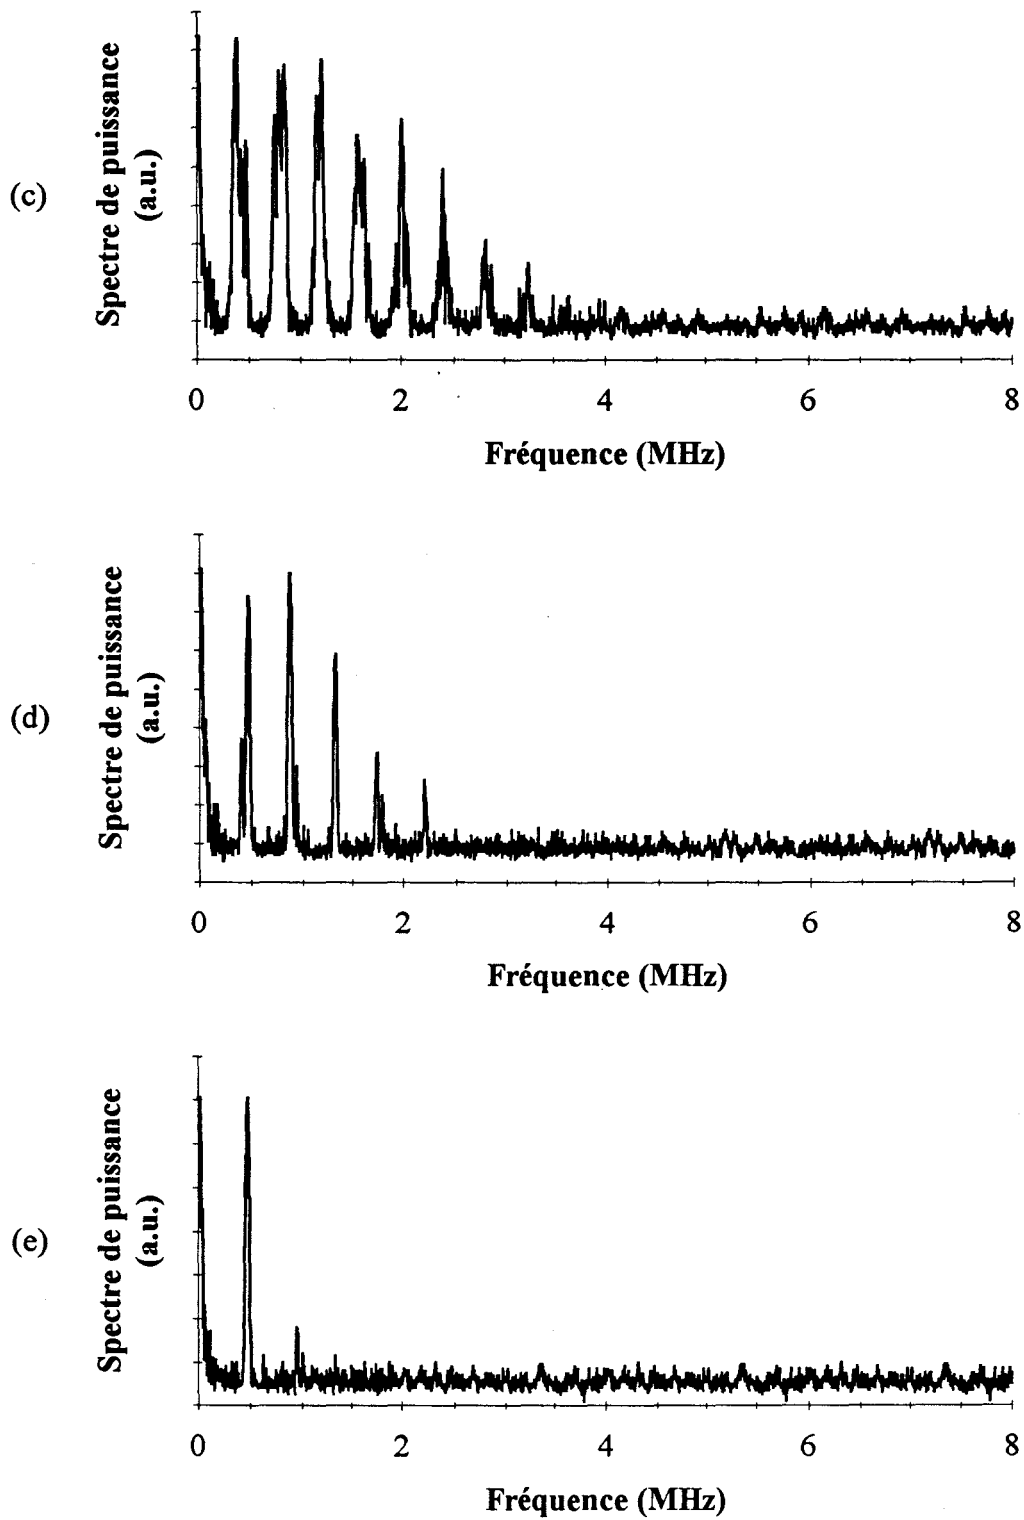 (c)
Spectre de puissance
(a.u.)
0 2 4 6 8
Fréquence (MHz)
(d)
Spectre de puissance
(a.u.)
0 2 4 6 8
Fréquence (MHz)
(e)
Spectre de puissance
(a.u.)
0 2 4 6 8
Fréquence (MHz)